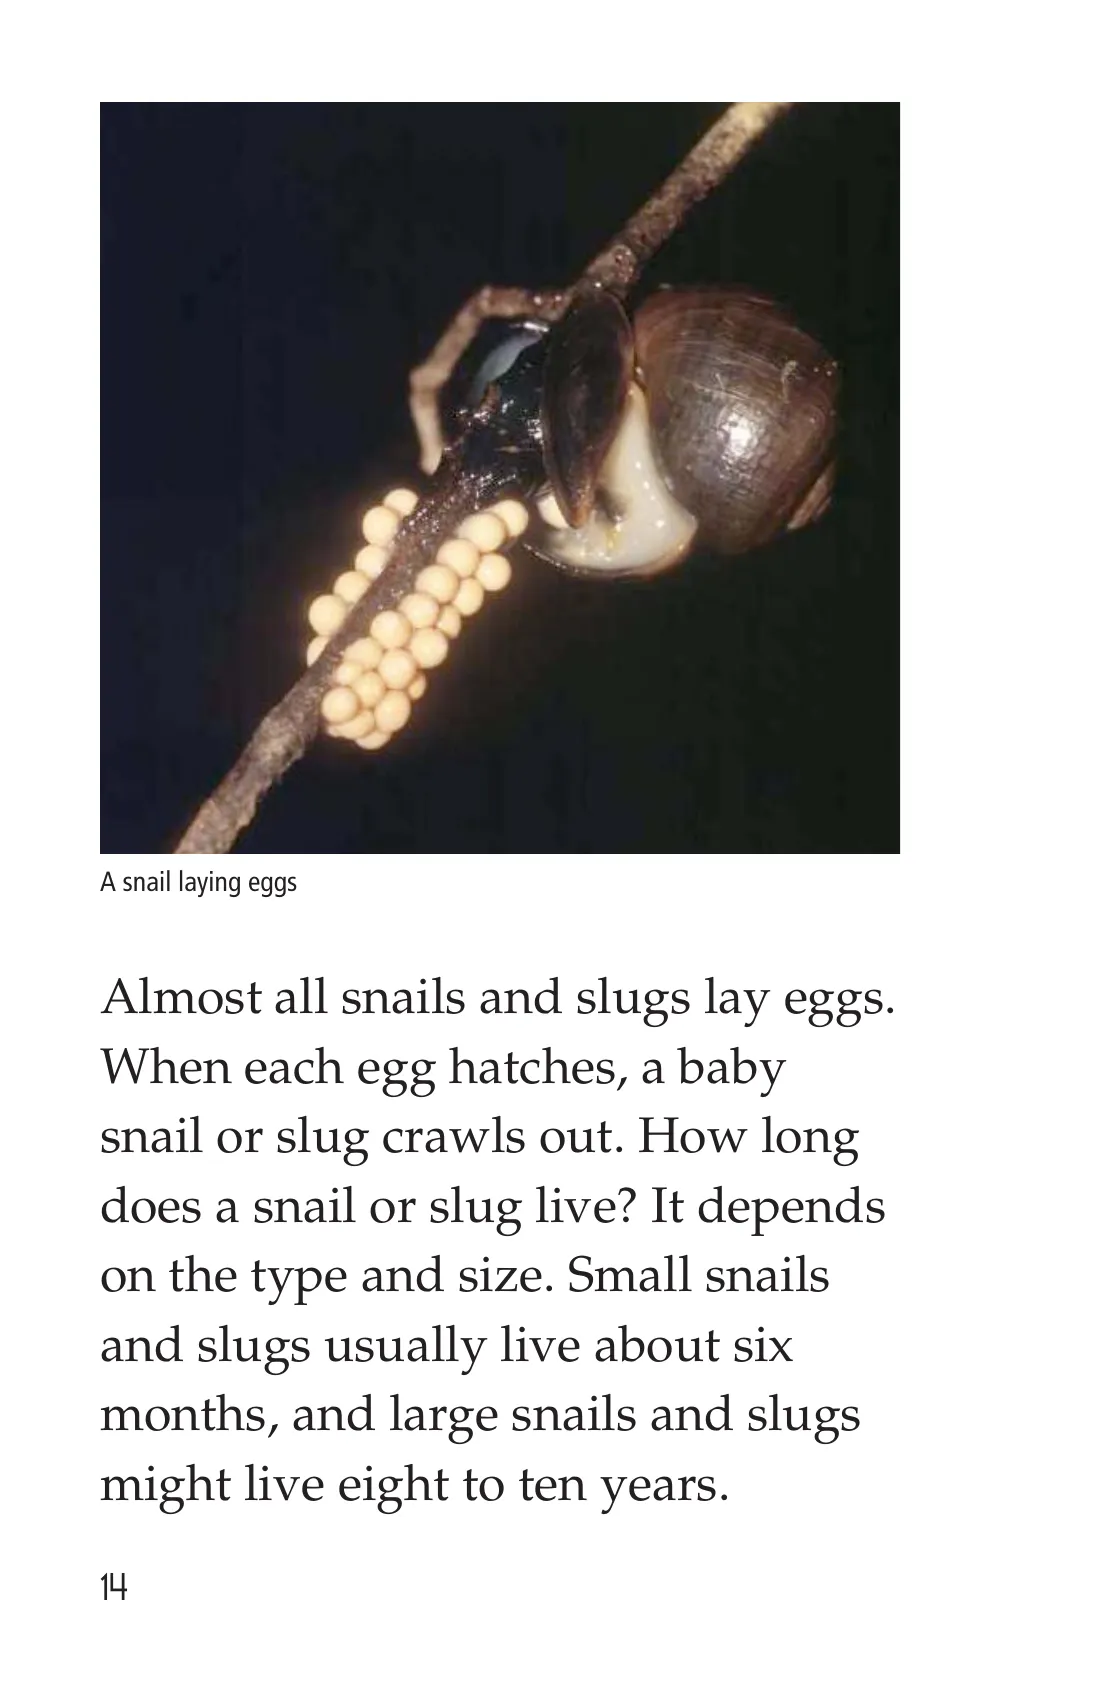 A snail laying eggs
Almost all snails and slugs lay eggs.
When each egg hatches, a baby
snail or slug crawls out. How long
does a snail or slug live? It depends
on the type and size. Small snails
and slugs usually live about six
months, and large snails and slugs
might live eight to ten years.
14